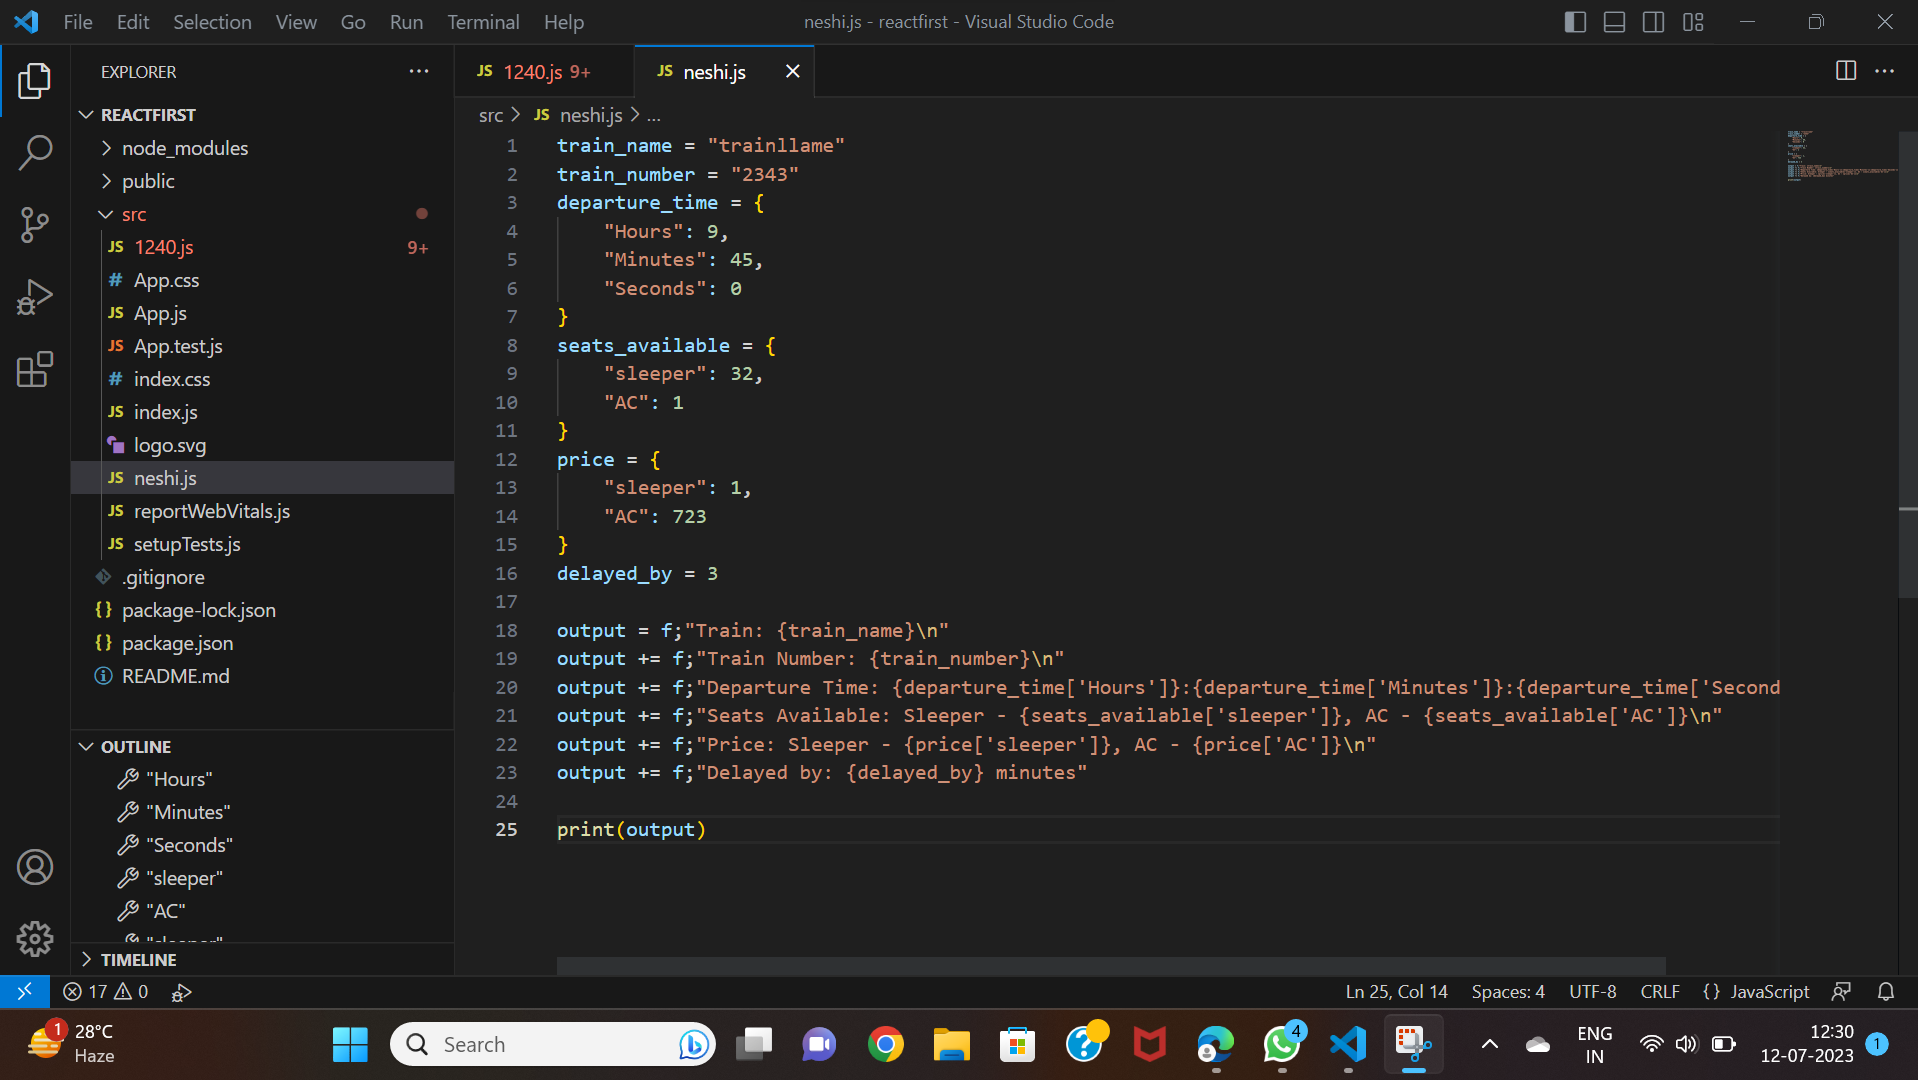 File Edit Selection View Go Run Terminal Help
neshi.js - reactfirst - Visual Studio Code
EXPLORER
REACTFIRST
node_modules
public
src
JS 1240.js 9+
# App.css
JS App.js
JS App.test.js
# index.css
JS index.js
logo.svg
JS neshi.js
JS reportWebVitals.js
JS setupTests.js
.gitignore
{} package-lock.json
{} package.json
README.md
OUTLINE
"Hours"
"Minutes"
"Seconds"
"sleeper"
"AC"
"sleeper"
TIMELINE
JS 1240.js 9+
JS neshi.js
src > JS neshi.js > ...
1 train_name = "trainllame"
2 train_number = "2343"
3 departure_time = {
4 "Hours": 9,
5 "Minutes": 45,
6 "Seconds": 0
7 }
8 seats_available = {
9 "sleeper": 32,
10 "AC": 1
11 }
12 price = {
13 "sleeper": 1,
14 "AC": 723
15 }
16 delayed_by = 3
17
18 output = f;"Train: {train_name}\n"
19 output += f;"Train Number: {train_number}\n"
20 output += f;"Departure Time: {departure_time['Hours']}:{departure_time['Minutes']}:{departure_time['Second
21 output += f;"Seats Available: Sleeper - {seats_available['sleeper']}, AC - {seats_available['AC']}\n"
22 output += f;"Price: Sleeper - {price['sleeper']}, AC - {price['AC']}\n"
23 output += f;"Delayed by: {delayed_by} minutes"
24
25 print(output)
17 0
Ln 25, Col 14 Spaces: 4 UTF-8 CRLF {} JavaScript
1 28°C
Haze
Search
4
ENG
IN
12:30
12-07-2023
1